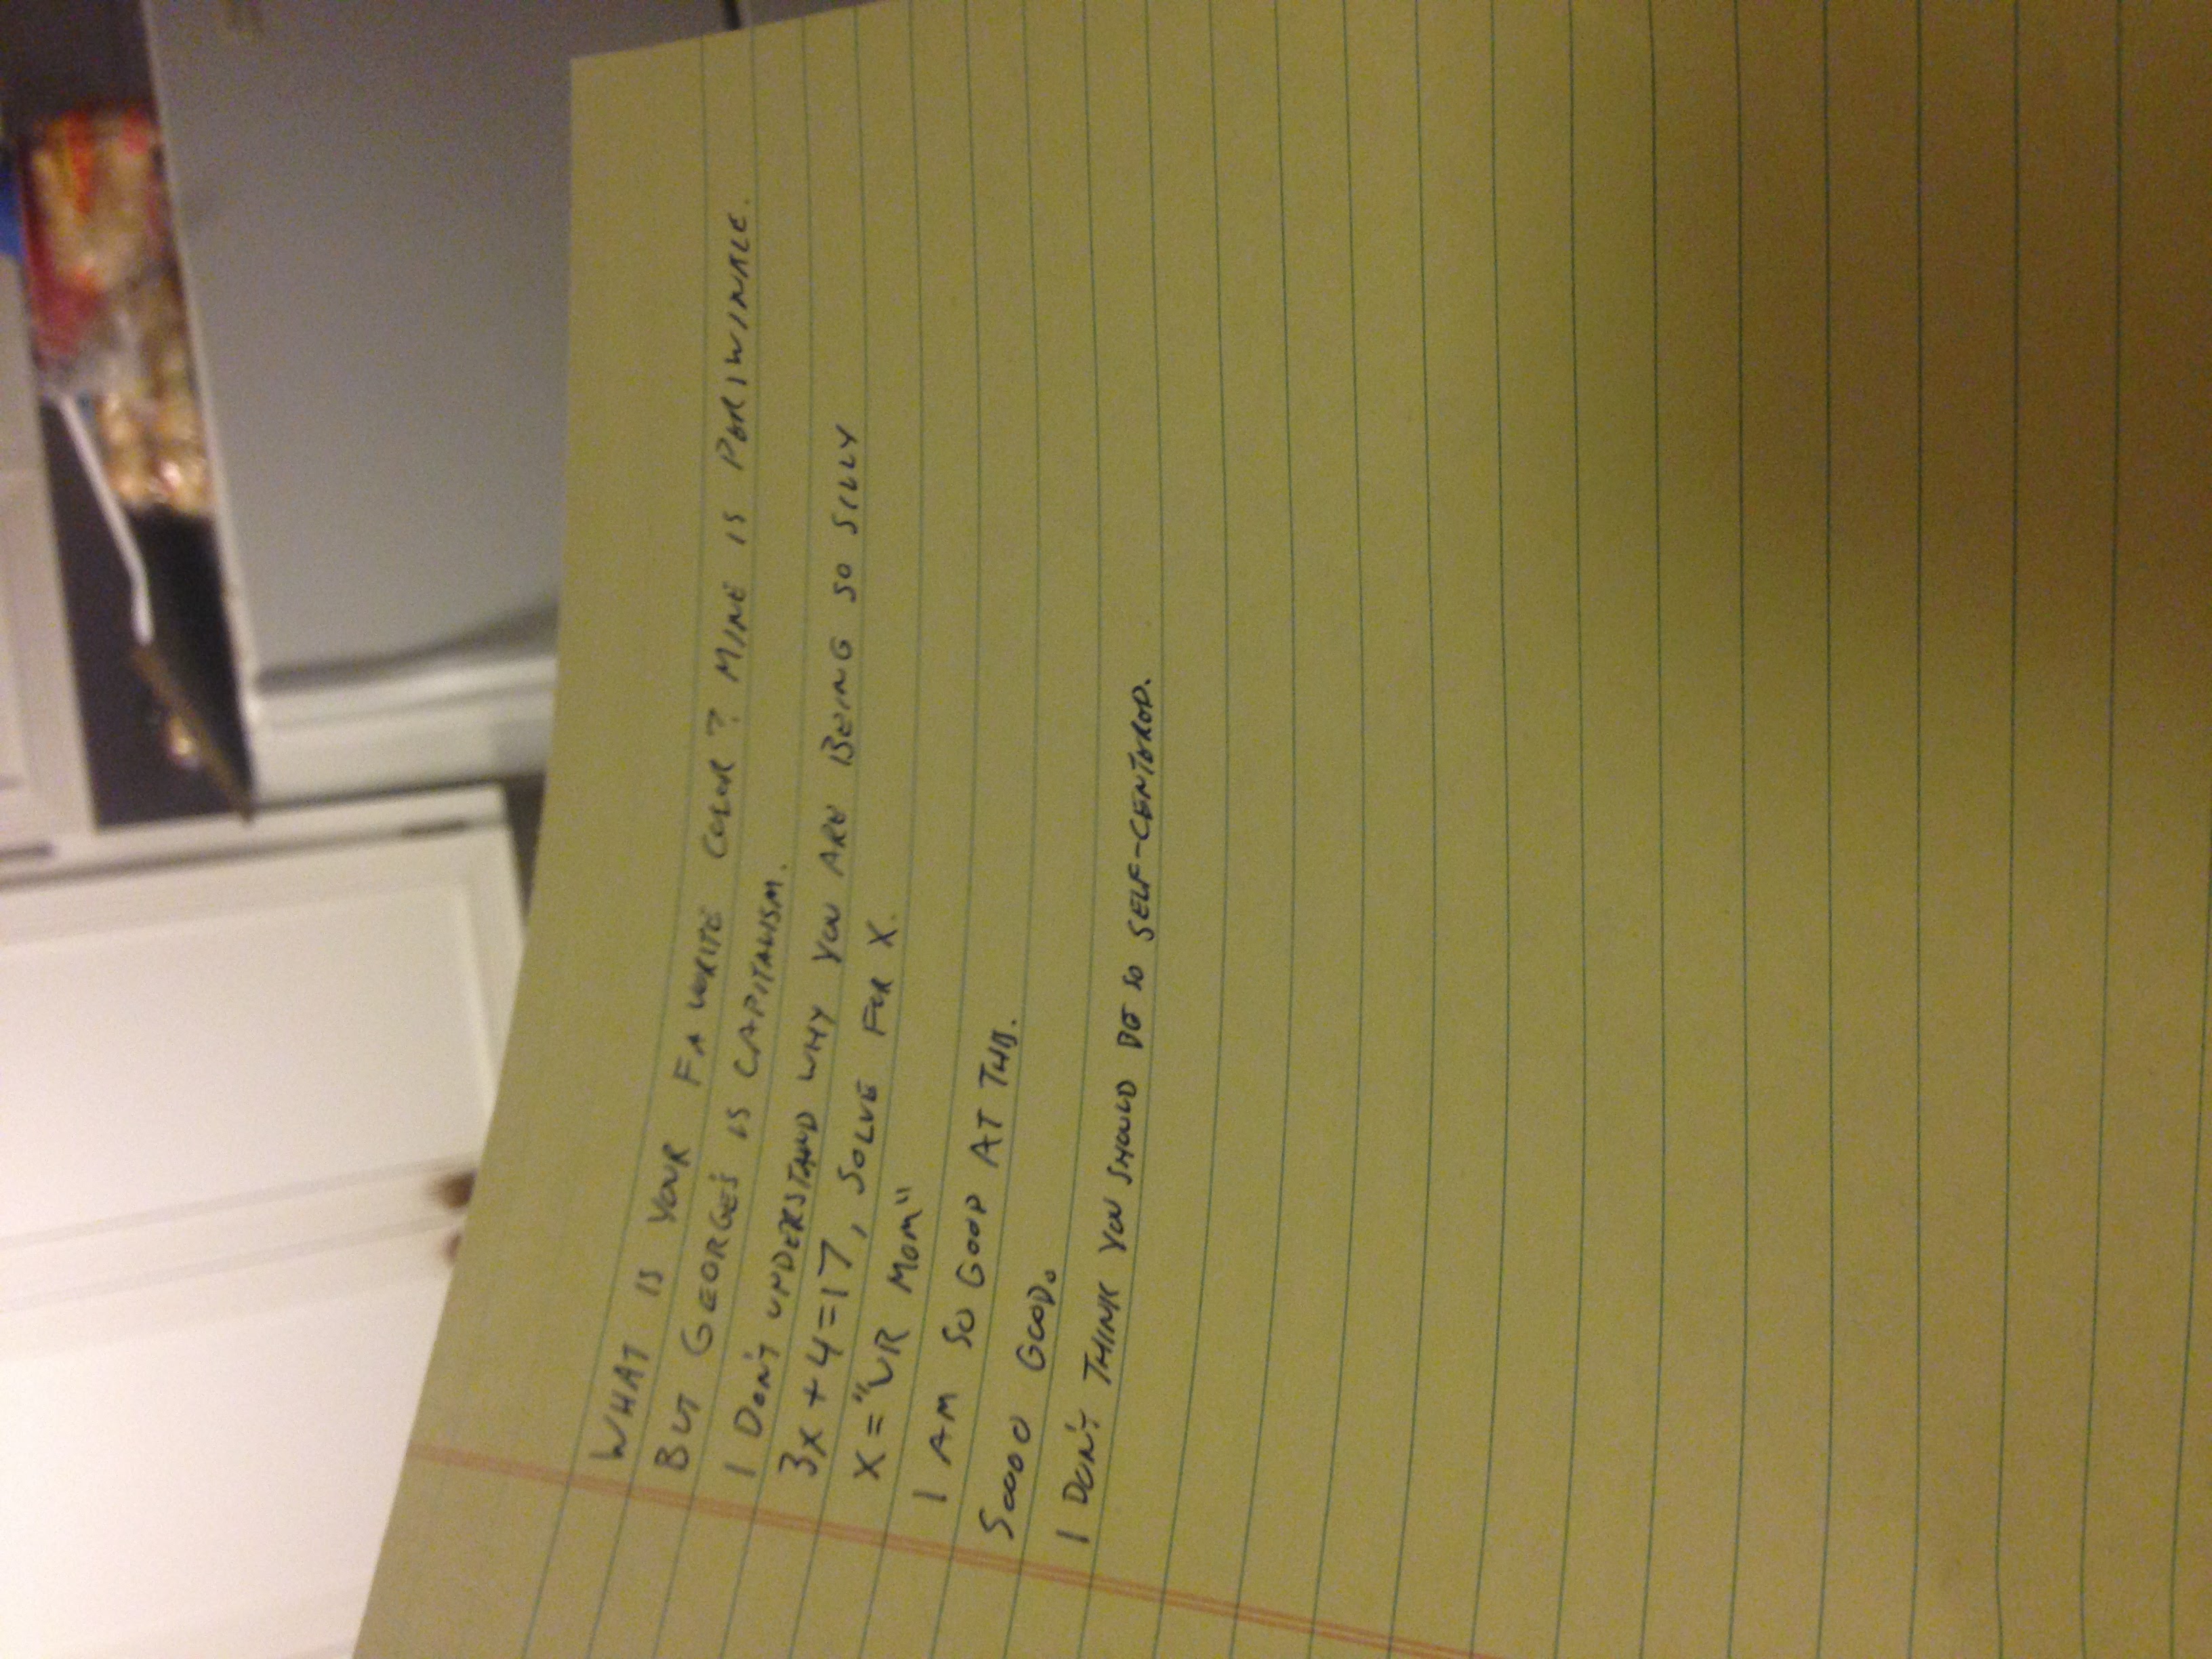 WHAT IS YOUR FAVORITE COLOR? MINE IS PERIWINKLE.
BUT GEORGE'S IS CAPITALISM.
I DON'T UNDERSTAND WHY YOU ARE BEING SO SILLY
3X+4=17, SOLVE FOR X.
X="UR MOM"
I AM SO GOOD AT THIS.
SOOOO GOOD.
I DON'T THINK YOU SHOULD BE SO SELF-CENTERED.